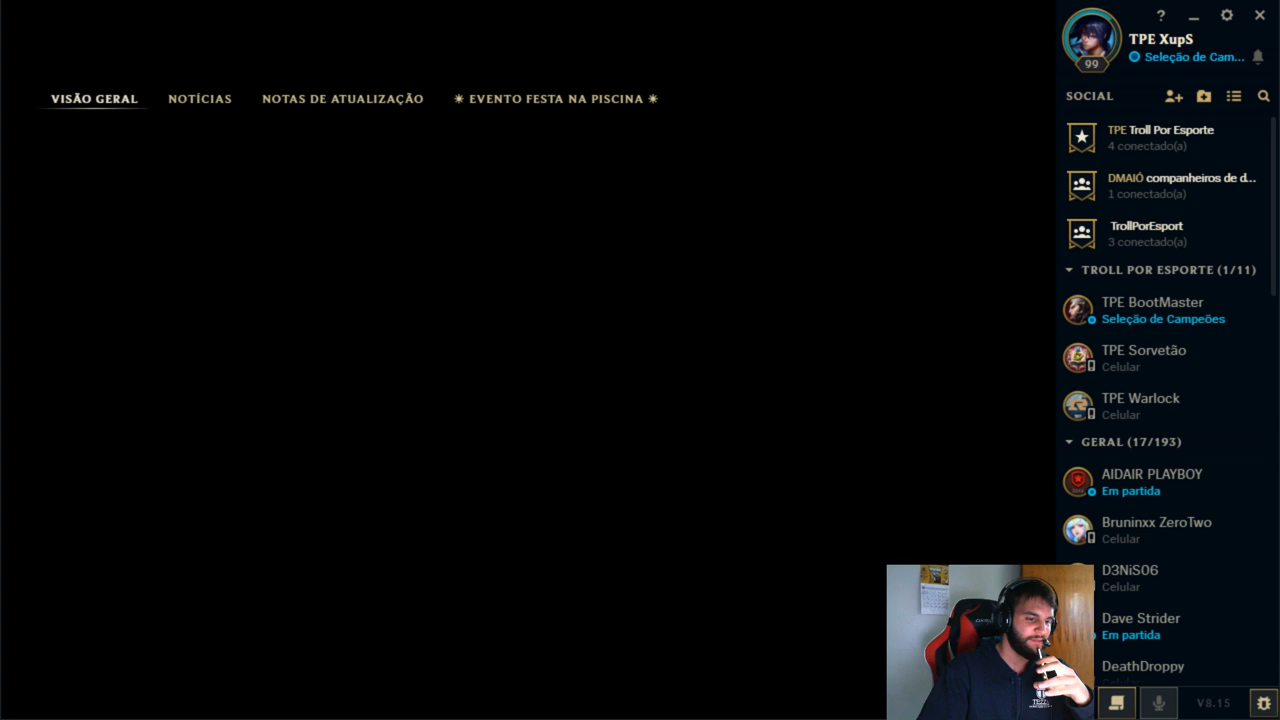 TPE XupS
99
Seleção de Cam...
VISÃO GERAL
NOTÍCIAS
NOTAS DE ATUALIZAÇÃO
EVENTO FESTA NA PISCINA
SOCIAL
TPE Troll Por Esporte
4 conectado(a)
DMAIÓ companheiros de d...
1 conectado(a)
TrollPorEsport
3 conectado(a)
TROLL POR ESPORTE (1/11)
TPE BootMaster
Seleção de Campeões
TPE Sorvetão
Celular
TPE Warlock
Celular
GERAL (17/193)
AIDAIR PLAYBOY
Em partida
Bruninxx ZeroTwo
Celular
D3NiS06
Celular
Dave Strider
Em partida
DeathDroppy
V8.15